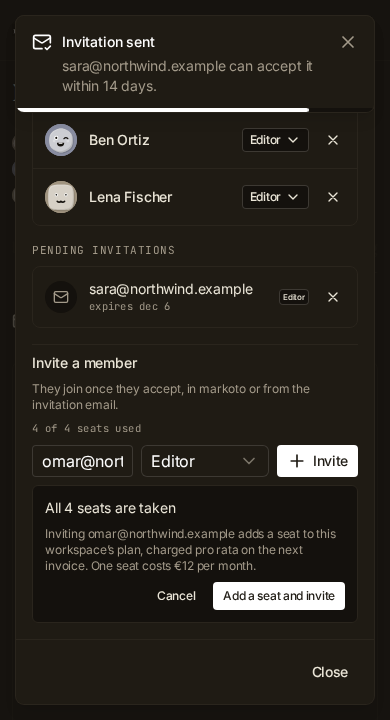 Invitation sent
sara@northwind.example can accept it
within 14 days.
Ben Ortiz
Editor
Lena Fischer
Editor
PENDING INVITATIONS
sara@northwind.example
Editor
expires dec 6
Invite a member
They join once they accept, in markoto or from the
invitation email.
4 of 4 seats used
omar@nort
Editor
Invite
All 4 seats are taken
Inviting omar@northwind.example adds a seat to this
workspace's plan, charged pro rata on the next
invoice. One seat costs €12 per month.
Cancel
Add a seat and invite
Close